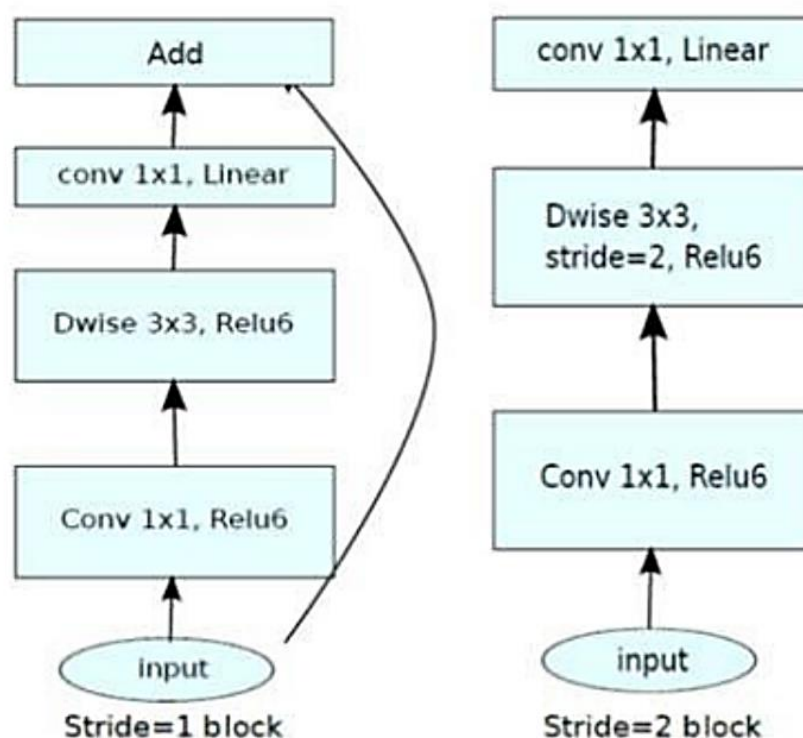 Add
conv 1x1, Linear
Dwise 3x3, Relu6
Conv 1x1, Relu6
input
Stride=1 block
conv 1x1, Linear
Dwise 3x3,
stride=2, Relu6
Conv 1x1, Relu6
input
Stride=2 block